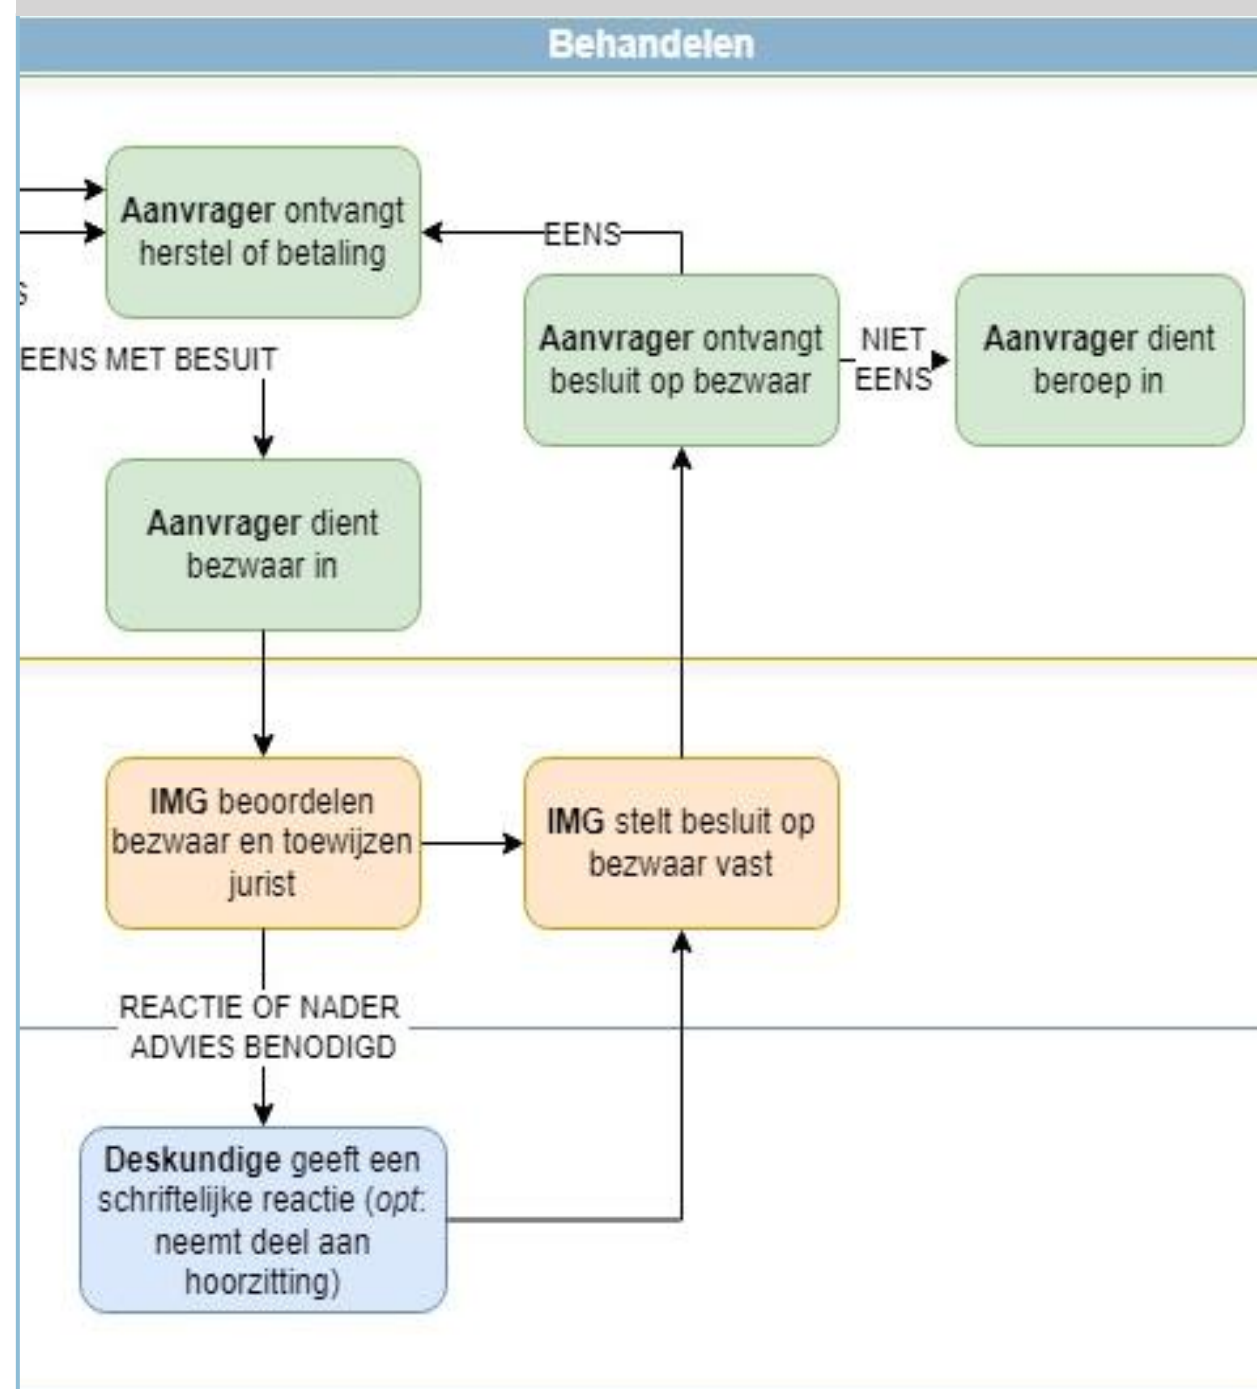 Behandelen
Aanvrager ontvangt
herstel of betaling
EENS
Aanvrager ontvangt
besluit op bezwaar
NIET
EENS
Aanvrager dient
beroep in
EENS MET BESUIT
Aanvrager dient
bezwaar in
IMG beoordelen
bezwaar en toewijzen
jurist
IMG stelt besluit op
bezwaar vast
REACTIE OF NADER
ADVIES BENODIGD
Deskundige geeft een
schriftelijke reactie (opt:
neemt deel aan
hoorzitting)